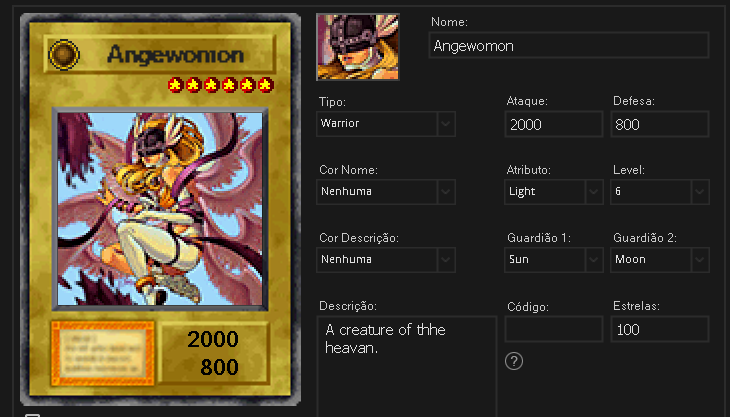 Angewomon
2000
800
Nome:
Angewomon
Tipo:
Warrior
Ataque:
2000
Defesa:
800
Cor Nome:
Nenhuma
Atributo:
Light
Level:
6
Cor Descrição:
Nenhuma
Guardião 1:
Sun
Guardião 2:
Moon
Descrição:
A creature of thhe
heavan.
Código:
?
Estrelas:
100